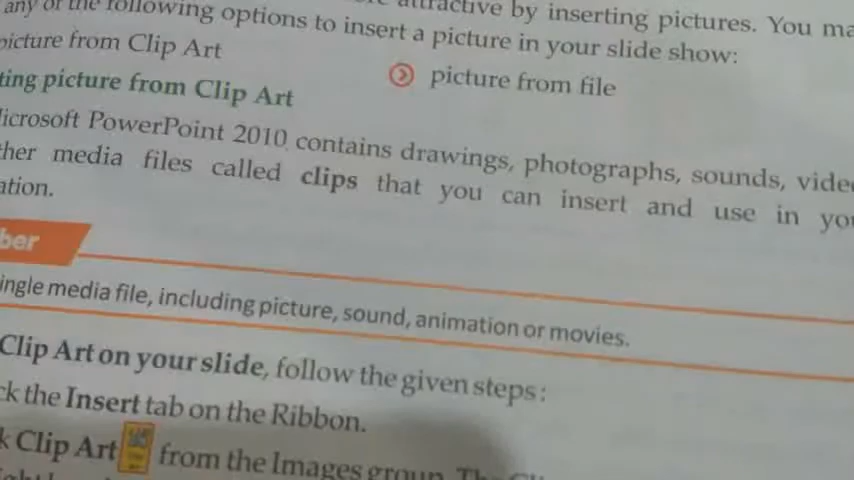 attractive by inserting pictures. You
any of the following options to insert a picture in your slide show:
picture from Clip Art
picture from file
ting picture from Clip Art
icrosoft PowerPoint 2010 contains drawings, photographs, sounds, vide
ther media files called clips that you can insert and use in yo
ation.
ber
ingle media file, including picture, sound, animation or movies.
Clip Art on your slide, follow the given steps:
ck the Insert tab on the Ribbon.
k Clip Art from the Images group. The